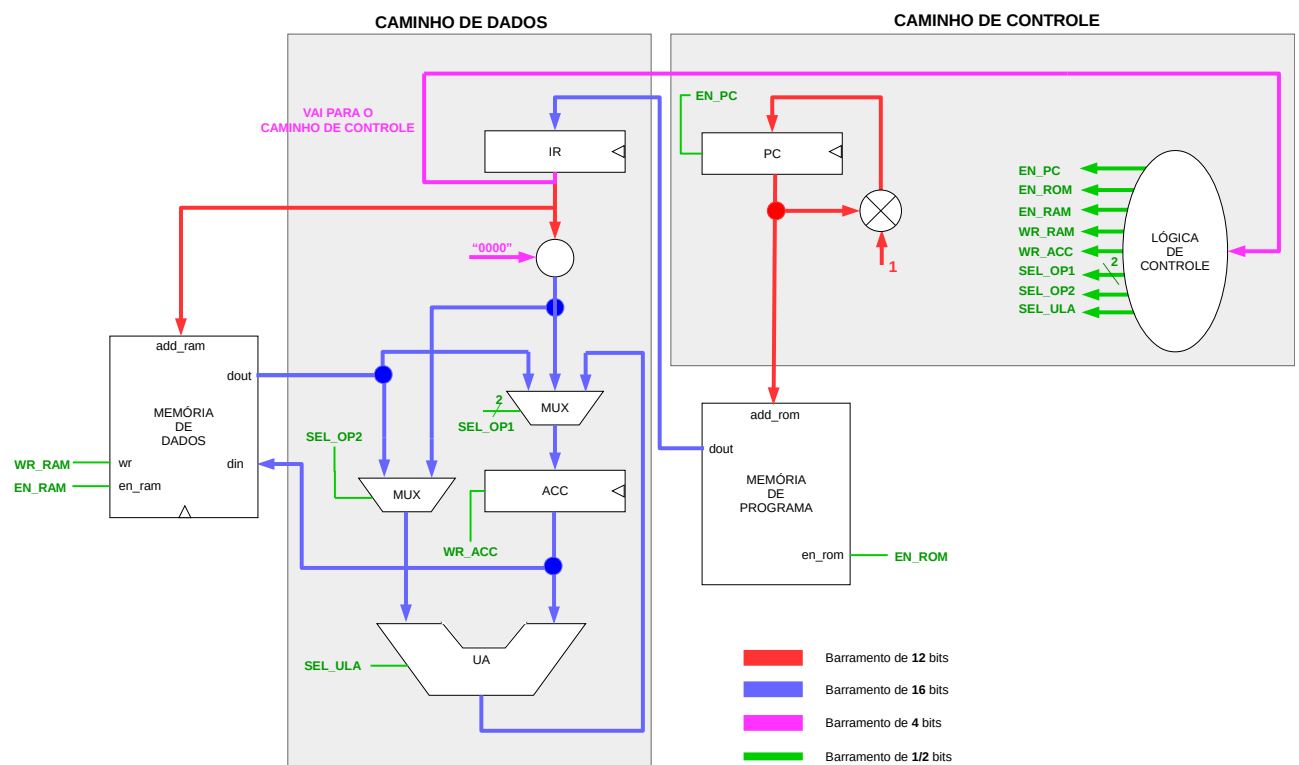 CAMINHO DE DADOS
CAMINHO DE CONTROLE
VAI PARA O
CAMINHO DE CONTROLE
IR
EN_PC
PC
1
EN_PC
EN_ROM
EN_RAM
WR_RAM
WR_ACC
SEL_OP1
2
SEL_OP2
SEL_ULA
LÓGICA
DE
CONTROLE
“0000”
add_ram
dout
MEMÓRIA
DE
DADOS
din
wr
en_ram
WR_RAM
EN_RAM
2
SEL_OP1
MUX
SEL_OP2
MUX
ACC
WR_ACC
SEL_ULA
UA
add_rom
dout
MEMÓRIA
DE
PROGRAMA
en_rom
EN_ROM
Barramento de 12 bits
Barramento de 16 bits
Barramento de 4 bits
Barramento de 1/2 bits